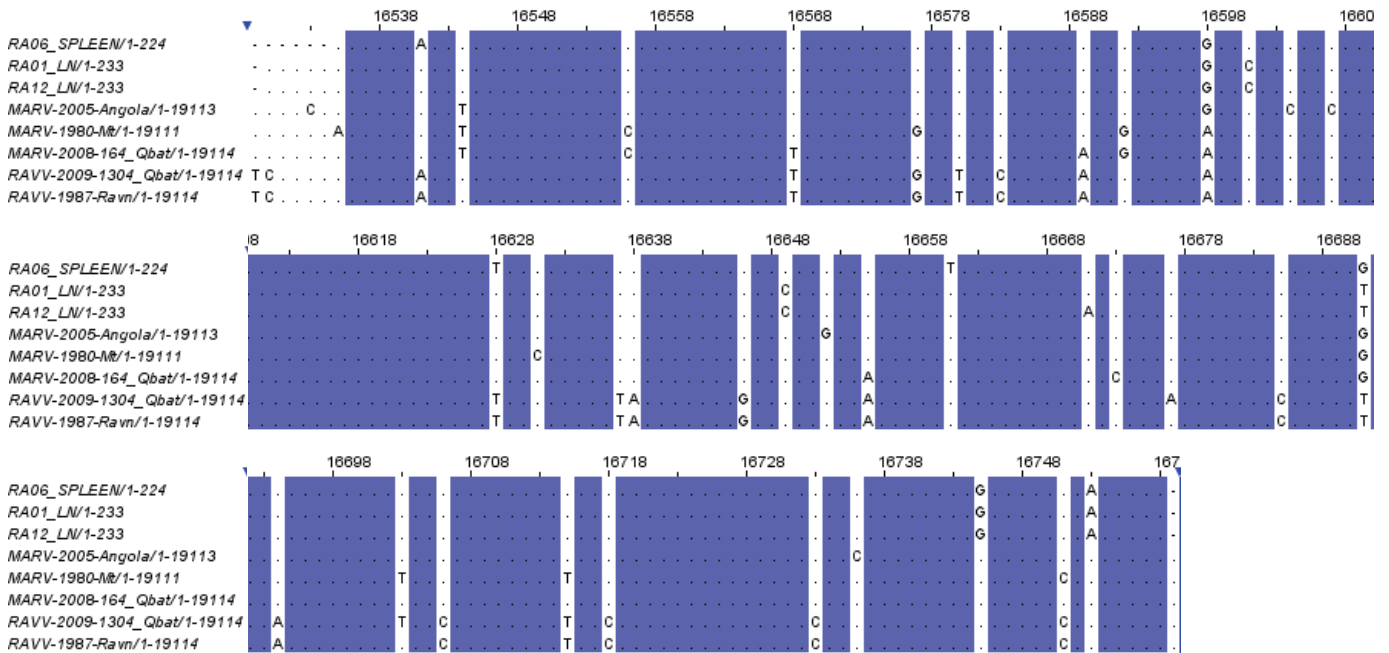 16538 16548 16558 16568 16578 16588 16598 1660
RA06_SPLEEN/1-224 - A G
RA01_LN/1-233 - G C
RA12_LN/1-233 - G C
MARV-2005-Angola/1-19113 C T G C C
MARV-1980-Mt/1-19111 A T C G G A
MARV-2008-164_Qbat/1-19114 T C T A G A
RAVV-2009-1304_Qbat/1-19114 T C A T G T C A A
RAVV-1987-Ravn/1-19114 T C A T G T C A A
8 16618 16628 16638 16648 16658 16668 16678 16688
RA06_SPLEEN/1-224 T T G
RA01_LN/1-233 C T
RA12_LN/1-233 C A T
MARV-2005-Angola/1-19113 G G
MARV-1980-Mt/1-19111 C G
MARV-2008-164_Qbat/1-19114 A C G
RAVV-2009-1304_Qbat/1-19114 T T A G A A C T
RAVV-1987-Ravn/1-19114 T T A G A C T
16698 16708 16718 16728 16738 16748 167
RA06_SPLEEN/1-224 G A -
RA01_LN/1-233 G A -
RA12_LN/1-233 G A -
MARV-2005-Angola/1-19113 C
MARV-1980-Mt/1-19111 T T C
MARV-2008-164_Qbat/1-19114
RAVV-2009-1304_Qbat/1-19114 A T C T C C C
RAVV-1987-Ravn/1-19114 A C T C C C